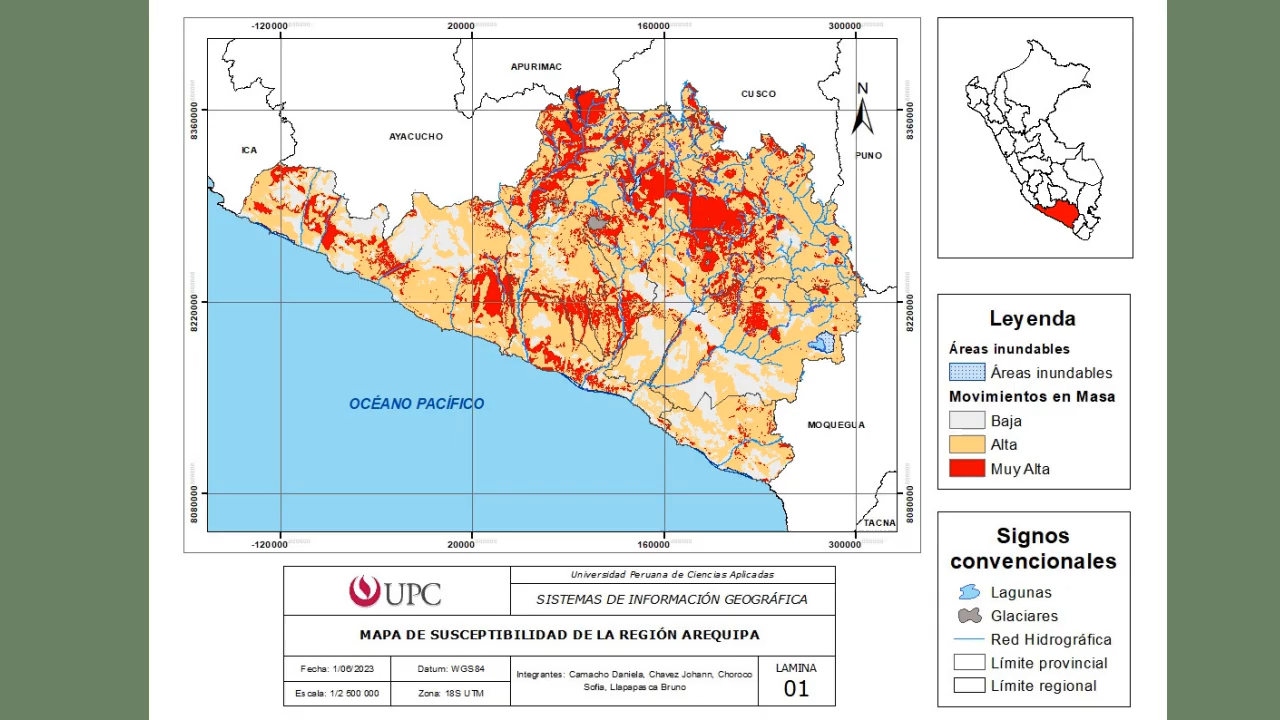 -120000 20000 160000 300000
APURIMAC
CUSCO
N
8360000 8360000
AYACUCHO
ICA
PUNO
8220000 8220000
OCÉANO PACÍFICO
MOQUEGUA
8080000 8080000
TACNA
-120000 20000 160000 300000
Leyenda
Áreas inundables
Áreas inundables
Movimientos en Masa
Baja
Alta
Muy Alta
Signos
convencionales
Lagunas
Glaciares
Red Hidrográfica
Límite provincial
Límite regional
UPC
Universidad Peruana de Ciencias Aplicadas
SISTEMAS DE INFORMACIÓN GEOGRÁFICA
MAPA DE SUSCEPTIBILIDAD DE LA REGIÓN AREQUIPA
Fecha: 1/06/2023
Datum: WGS84
Escala: 1/2 500 000
Zona: 18S UTM
Integrantes: Camacho Daniela, Chavez Johann, Choroco
Sofia, Llapapasca Bruno
LAMINA
01